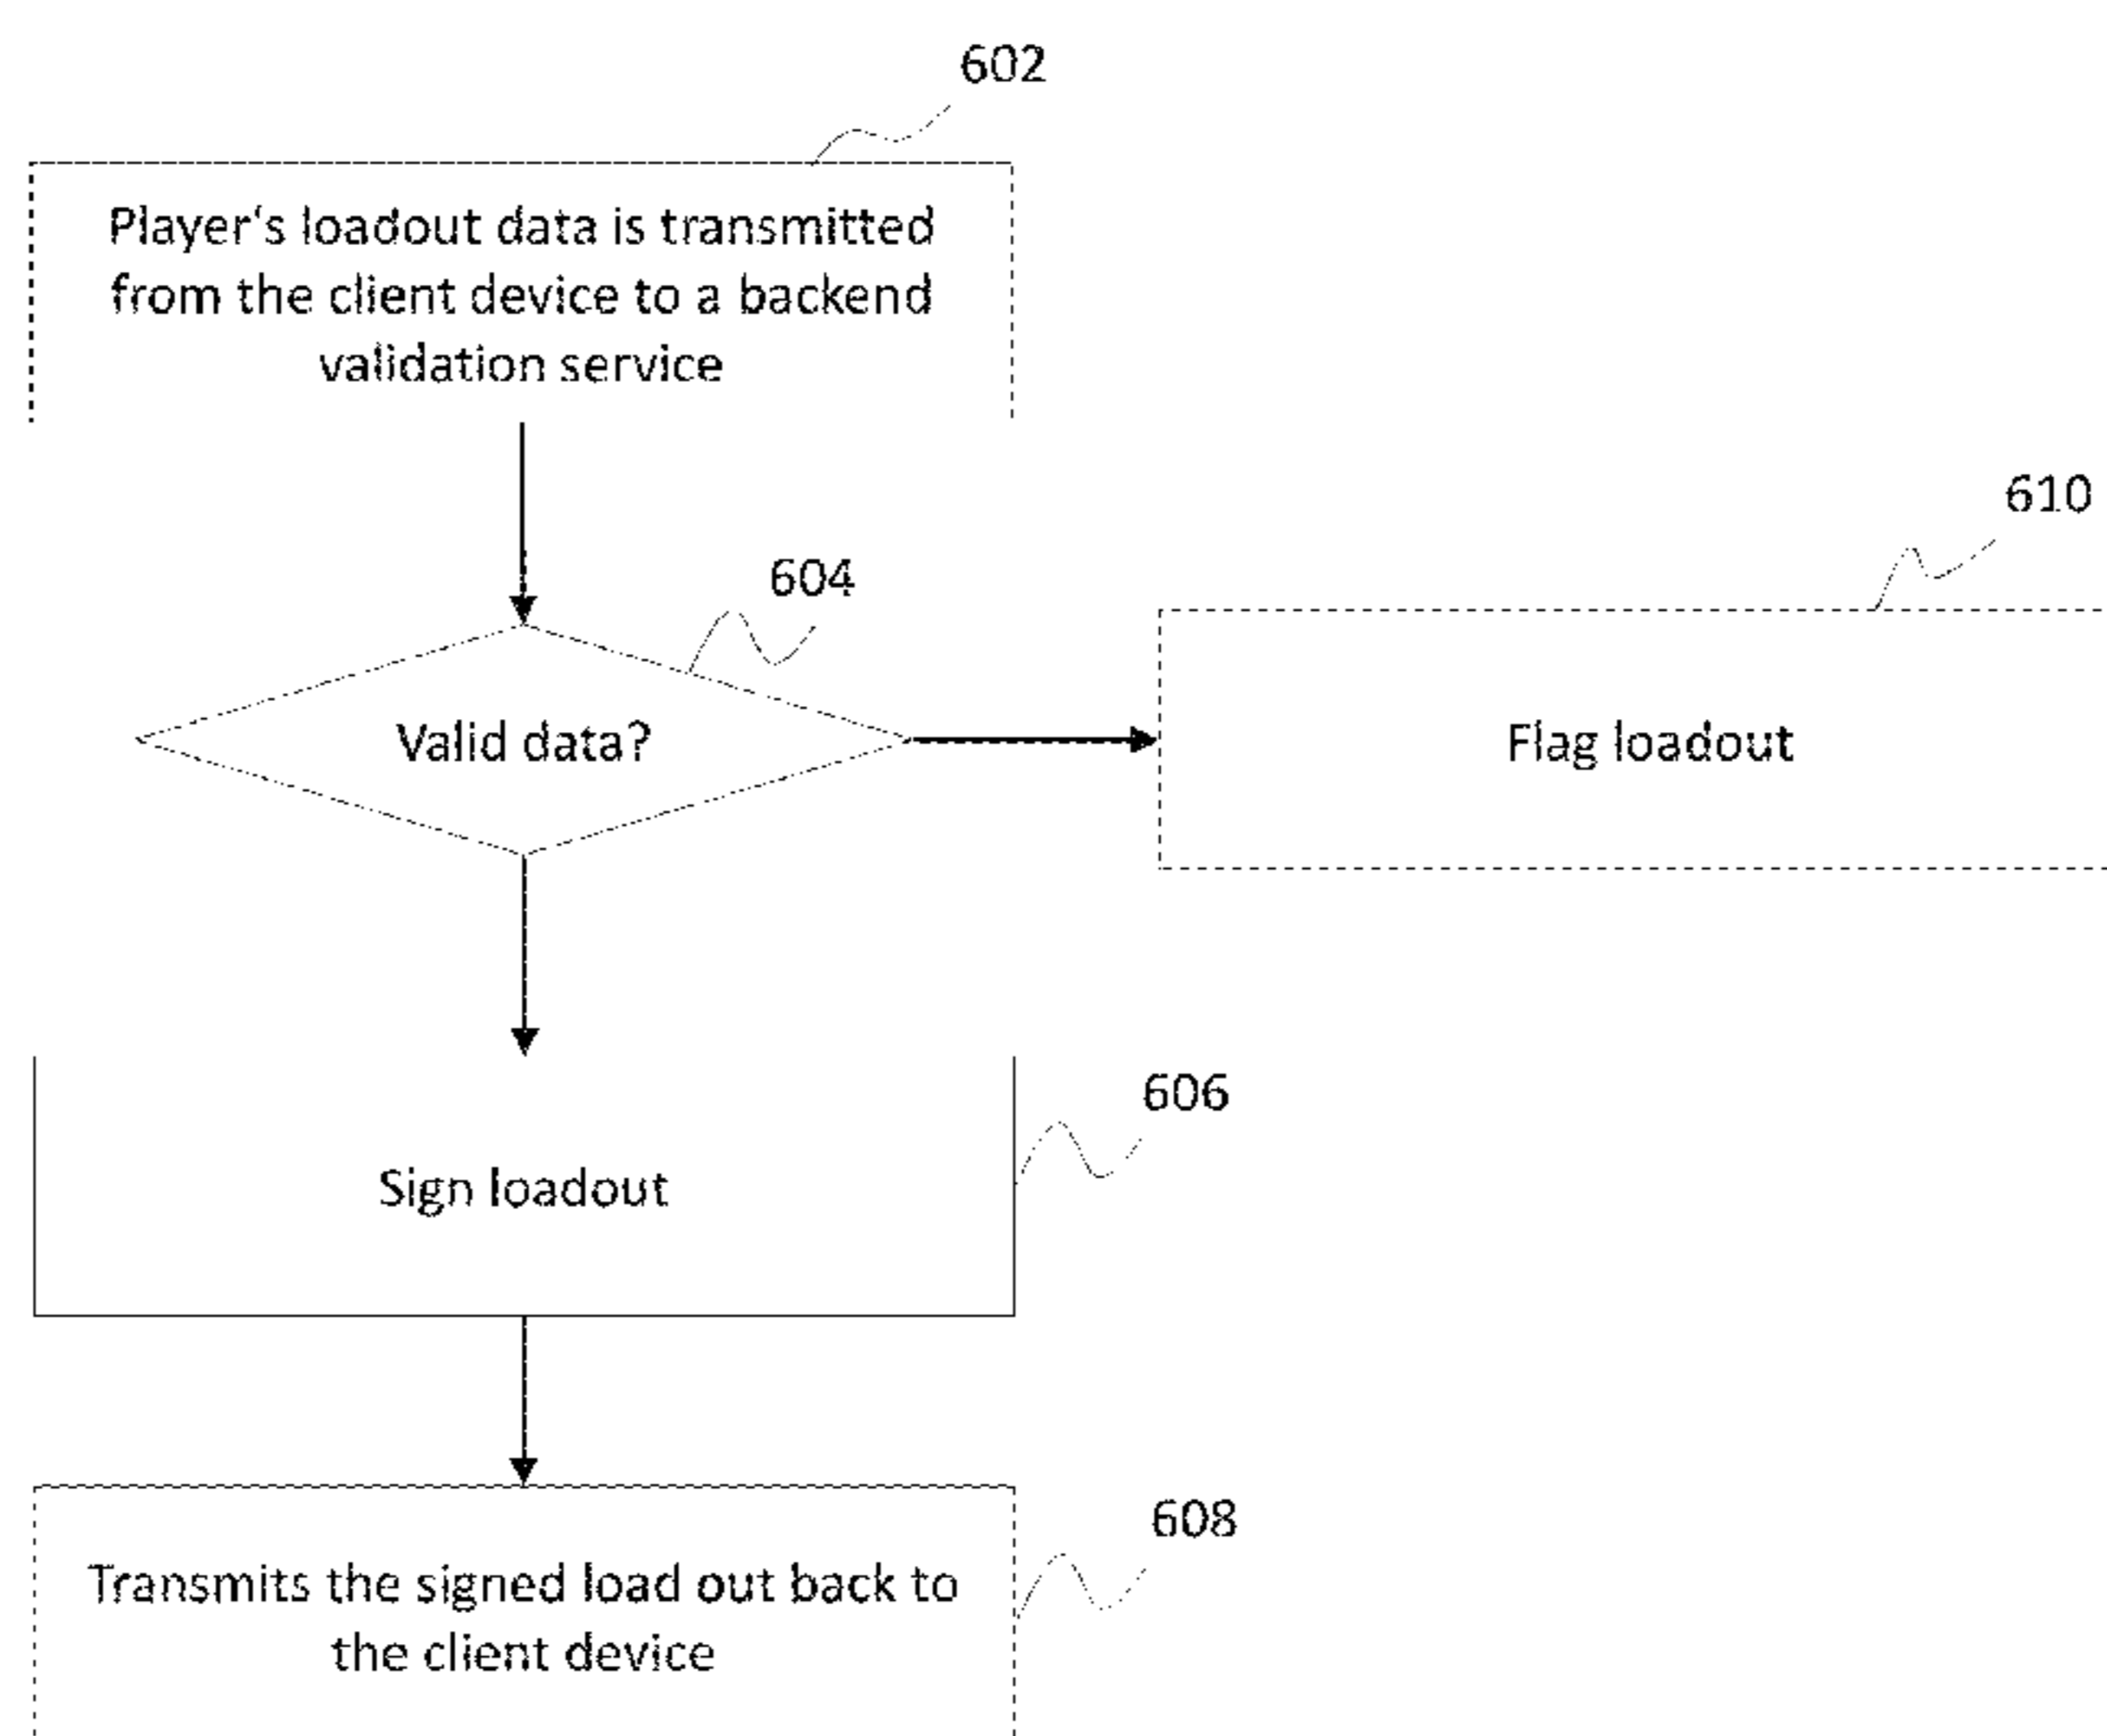 602
Player‘s loadout data is transmitted
from the client device to a backend
validation service
610
604
Valid data?
Flag loadout
606
Sign loadout
608
Transmits the signed load out back to
the client device